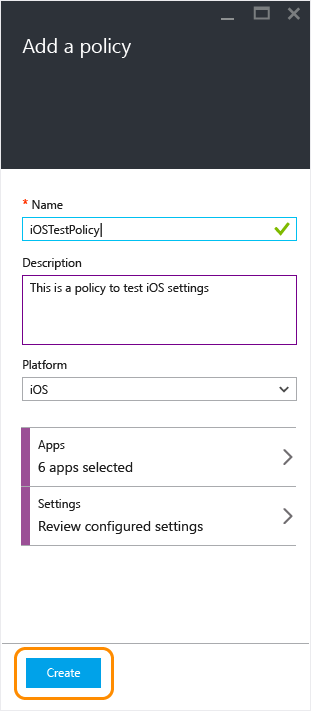 Add a policy
* Name
iOSTestPolicy
Description
This is a policy to test iOS settings
Platform
iOS
Apps
6 apps selected
Settings
Review configured settings
Create